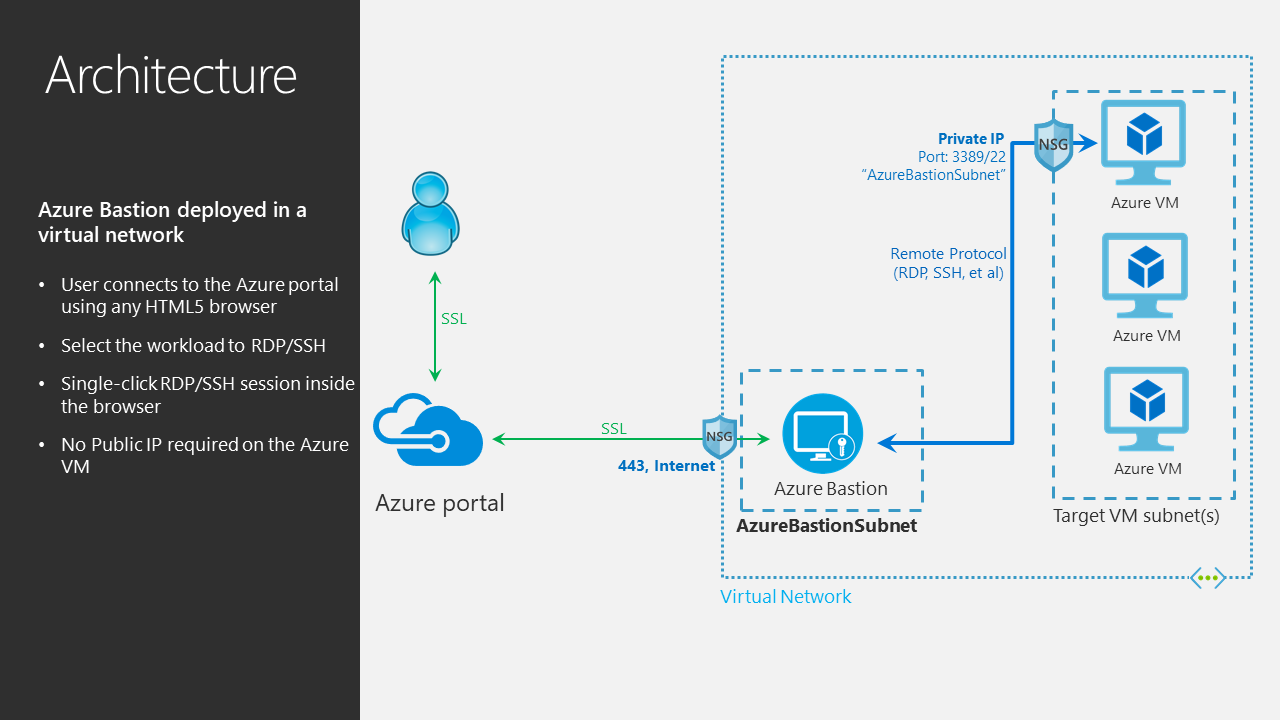 Architecture
Azure Bastion deployed in a
virtual network
• User connects to the Azure portal
using any HTML5 browser
• Select the workload to RDP/SSH
• Single-click RDP/SSH session inside
the browser
• No Public IP required on the Azure
VM
SSL
Azure portal
SSL
443, Internet
NSG
Azure Bastion
AzureBastionSubnet
Private IP
Port: 3389/22
“AzureBastionSubnet”
Remote Protocol
(RDP, SSH, et al)
NSG
Azure VM
Azure VM
Azure VM
Target VM subnet(s)
Virtual Network